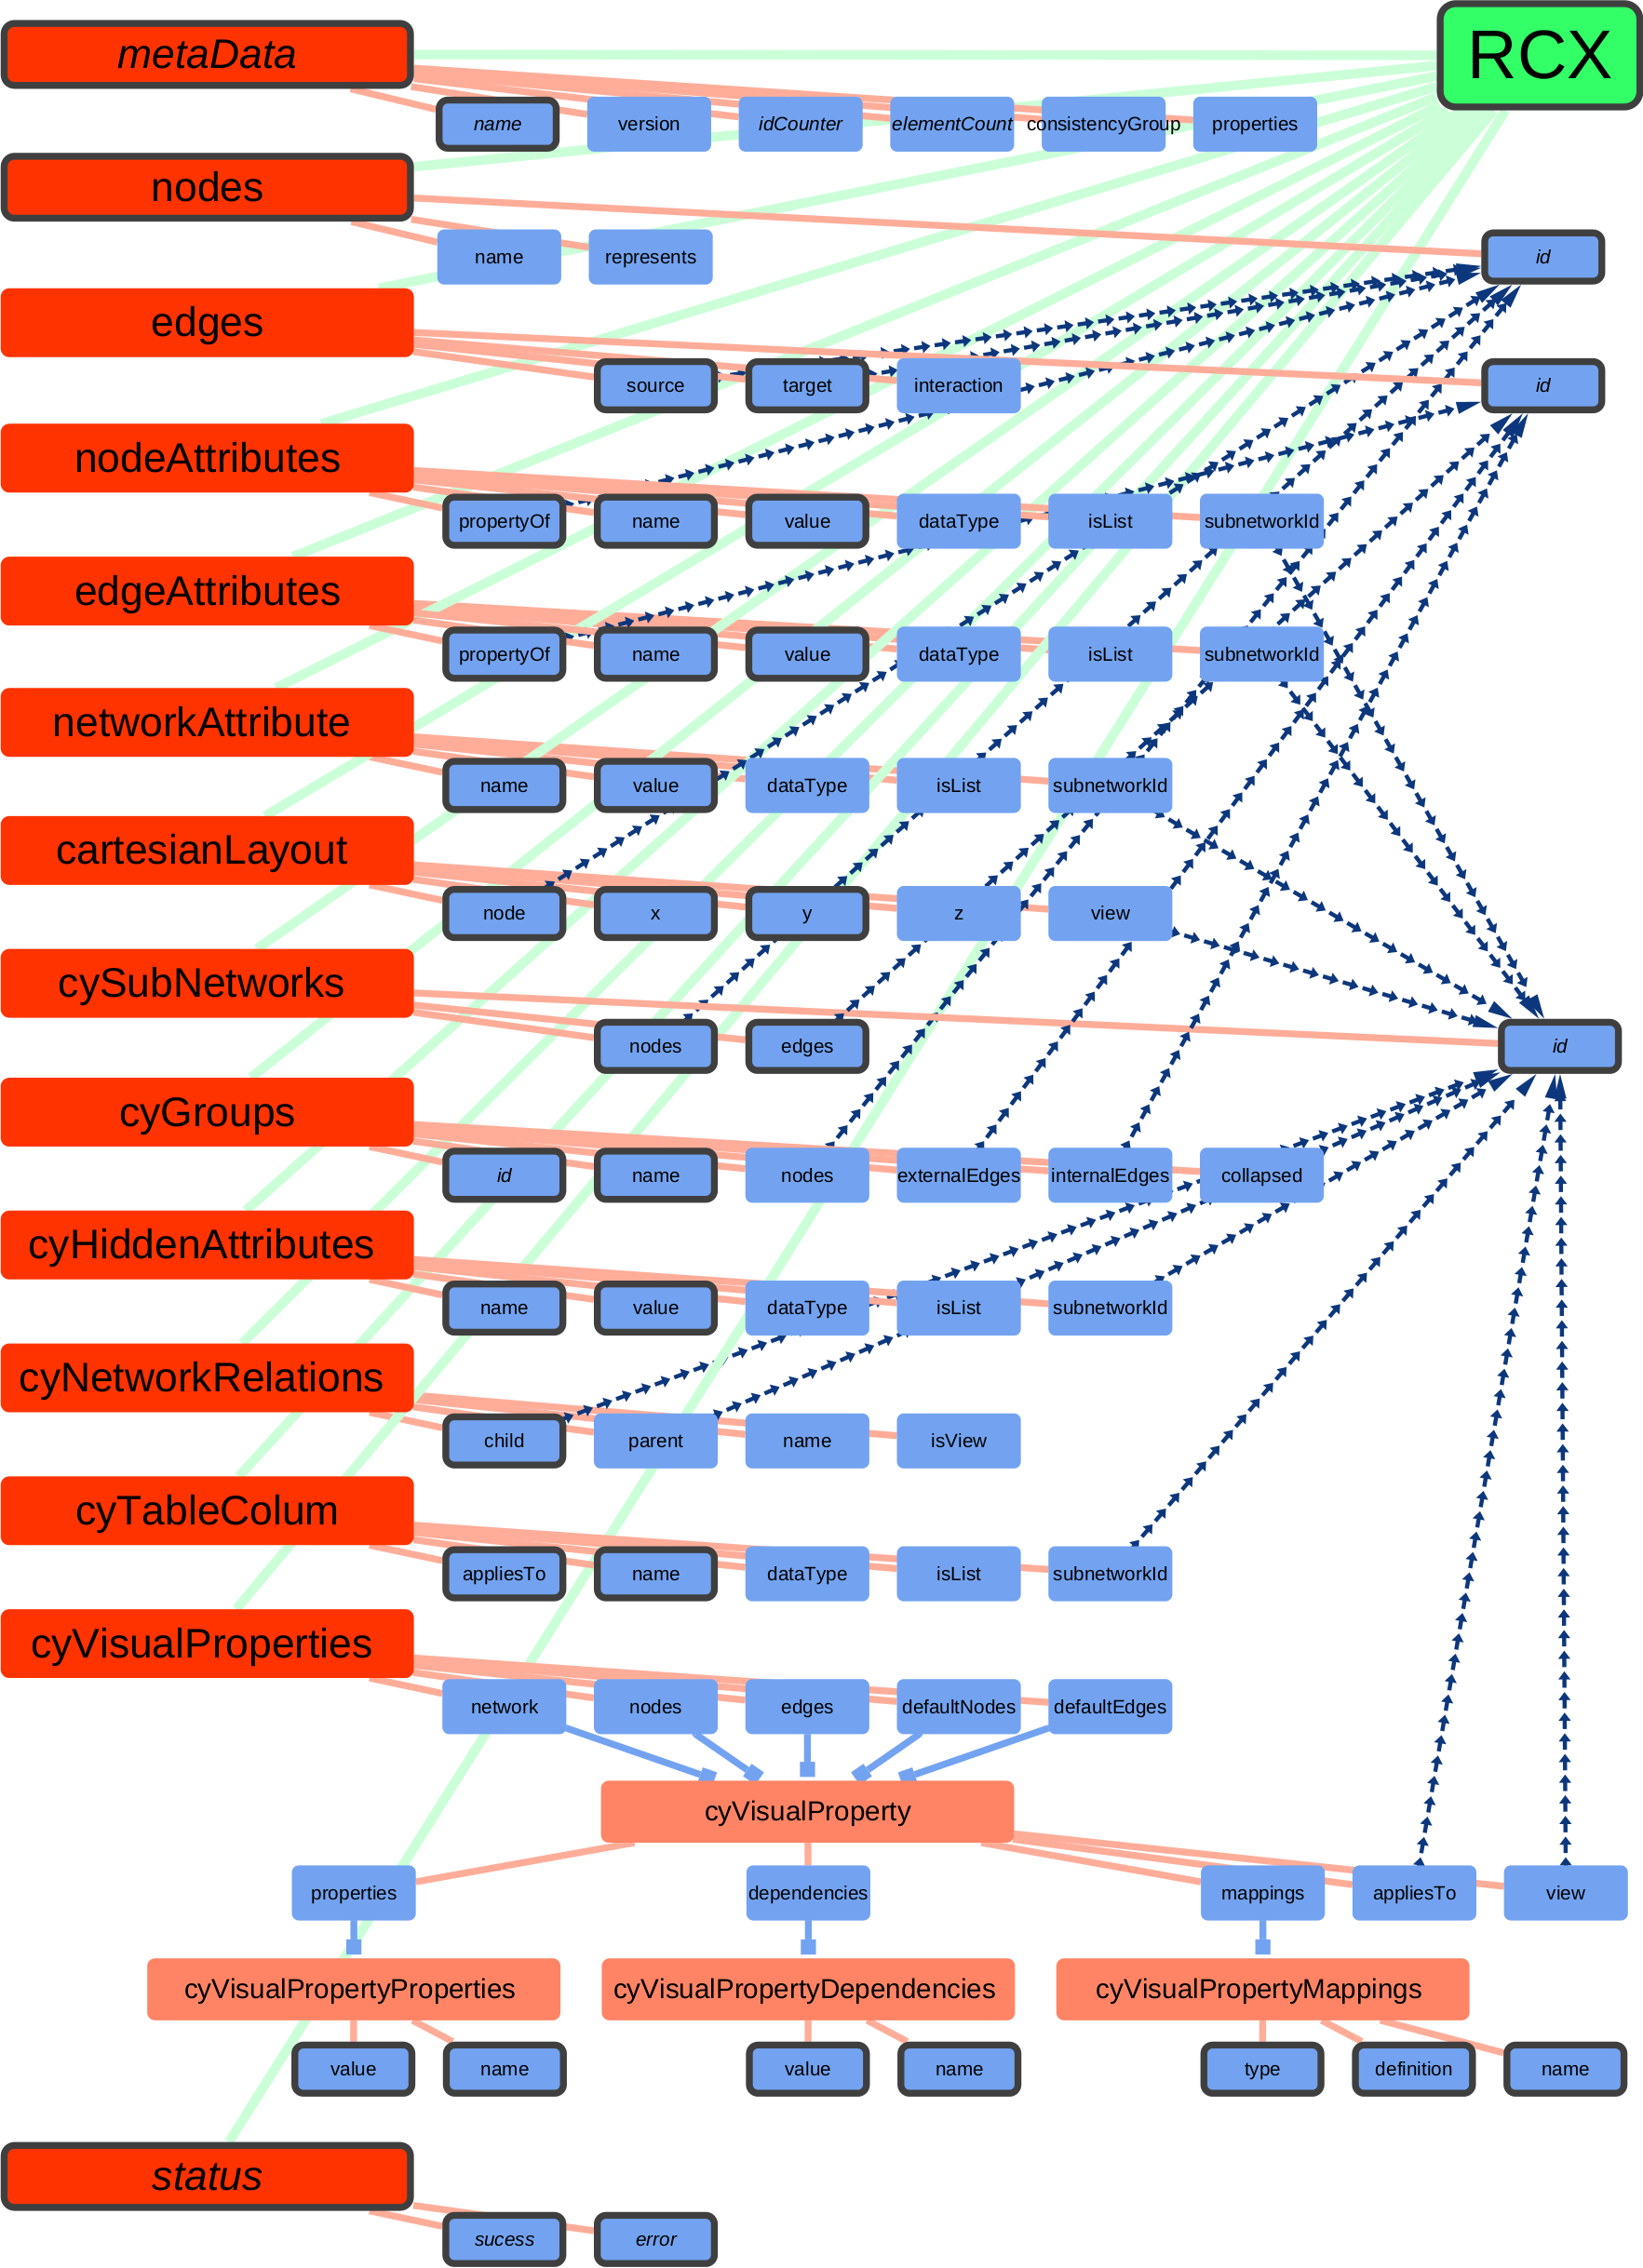 metaData
RCX
name
version
idCounter
elementCount
consistencyGroup
properties
nodes
name
represents
id
edges
source
target
interaction
id
nodeAttributes
propertyOf
name
value
dataType
isList
subnetworkId
edgeAttributes
propertyOf
name
value
dataType
isList
subnetworkId
networkAttribute
name
value
dataType
isList
subnetworkId
cartesianLayout
node
x
y
z
view
cySubNetworks
nodes
edges
id
cyGroups
id
name
nodes
externalEdges
internalEdges
collapsed
cyHiddenAttributes
name
value
dataType
isList
subnetworkId
cyNetworkRelations
child
parent
name
isView
cyTableColum
appliesTo
name
dataType
isList
subnetworkId
cyVisualProperties
network
nodes
edges
defaultNodes
defaultEdges
cyVisualProperty
properties
dependencies
mappings
appliesTo
view
cyVisualPropertyProperties
cyVisualPropertyDependencies
cyVisualPropertyMappings
value
name
value
name
type
definition
name
status
sucess
error